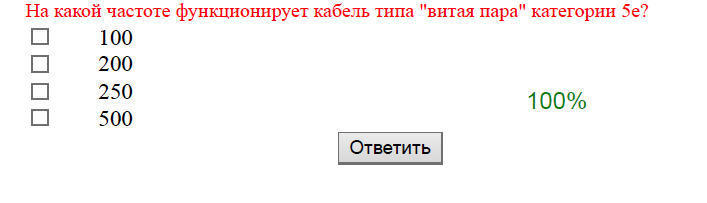 На какой частоте функционирует кабель типа "витая пара" категории 5е?
100
200
250
100%
500
Ответить